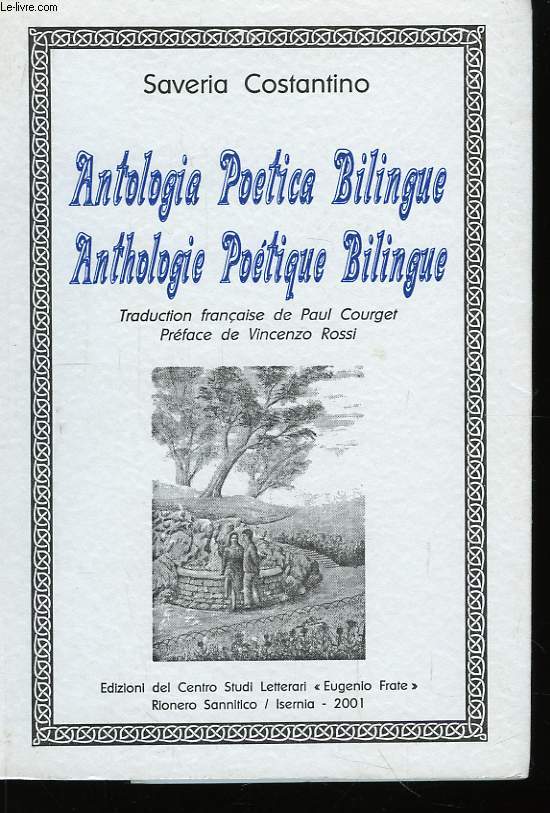 Le-livre.com
Saveria Costantino
Antologia Poetica Bilingue
Anthologie Poétique Bilingue
Traduction française de Paul Courget
Préface de Vincenzo Rossi
Edizioni del Centro Studi Letterari « Eugenio Frate »
Rionero Sannitico / Isernia - 2001